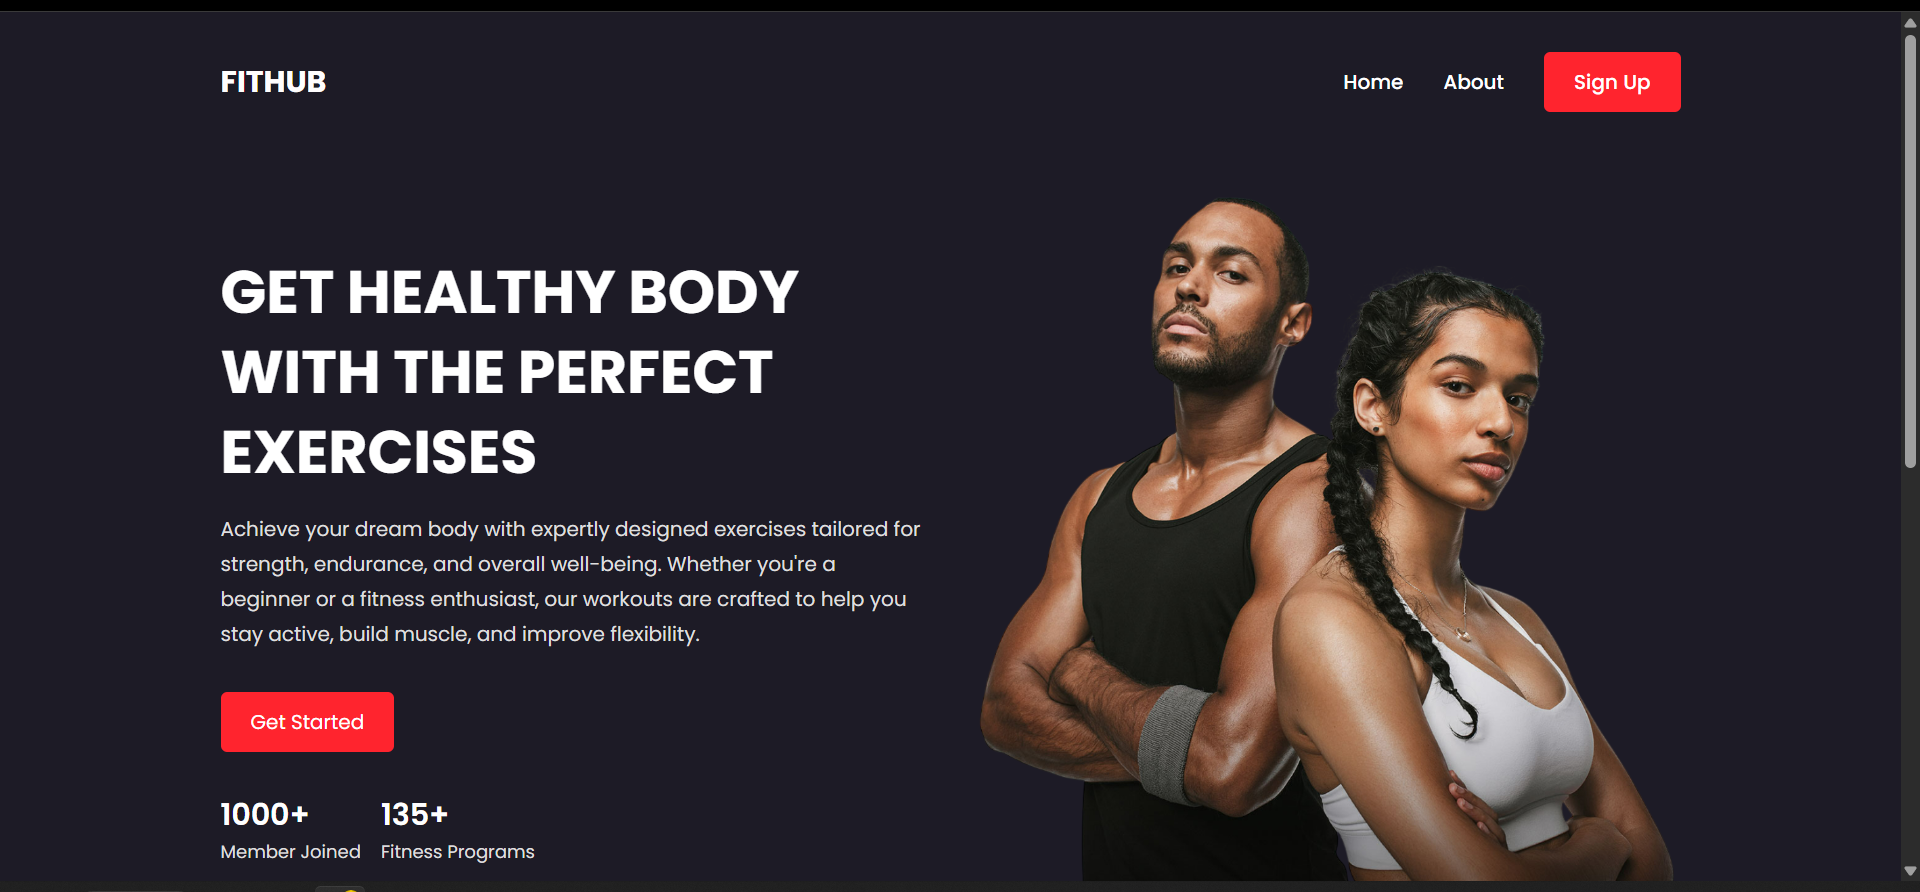 FITHUB
Home About Sign Up
GET HEALTHY BODY
WITH THE PERFECT
EXERCISES
Achieve your dream body with expertly designed exercises tailored for
strength, endurance, and overall well-being. Whether you're a
beginner or a fitness enthusiast, our workouts are crafted to help you
stay active, build muscle, and improve flexibility.
Get Started
1000+ 135+
Member Joined Fitness Programs